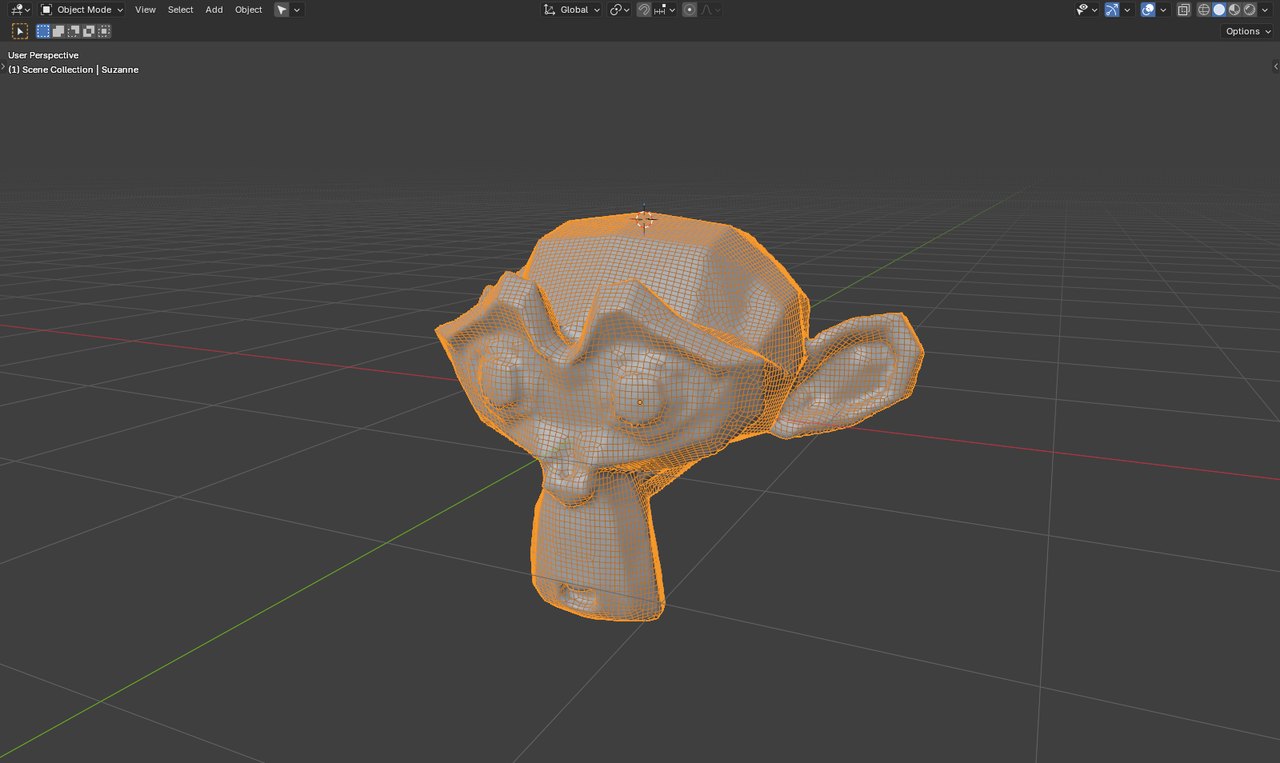 Object Mode View Select Add Object Global
Options
User Perspective
(1) Scene Collection | Suzanne